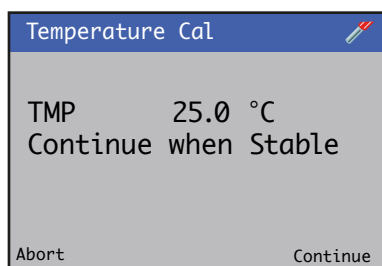 Temperature Cal
TMP 25.0 °C
Continue when Stable
Abort Continue